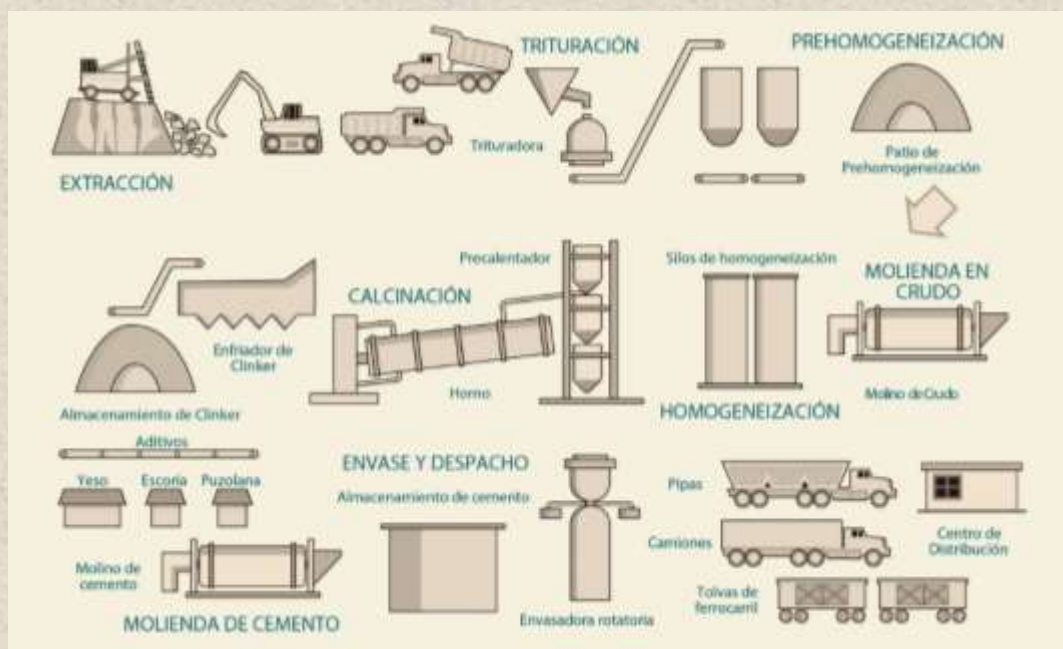 TRITURACIÓN
PREHOMOGENEIZACIÓN
Trituradora
Patio de
Prehomogeneización
EXTRACCIÓN
Precalentador
Silos de homogeneización
MOLIENDA EN
CRUDO
CALCINACIÓN
Enfriador de
Clinker
Horno
Molino de Crudo
Almacenamiento de Clinker
HOMOGENEIZACIÓN
Aditivos
Yeso
Escoria
Puzolana
ENVASE Y DESPACHO
Almacenamiento de cemento
Pipas
Camiones
Centro de
Distribución
Molino de
cemento
Tolvas de
ferrocarril
MOLIENDA DE CEMENTO
Envasadora rotatoria